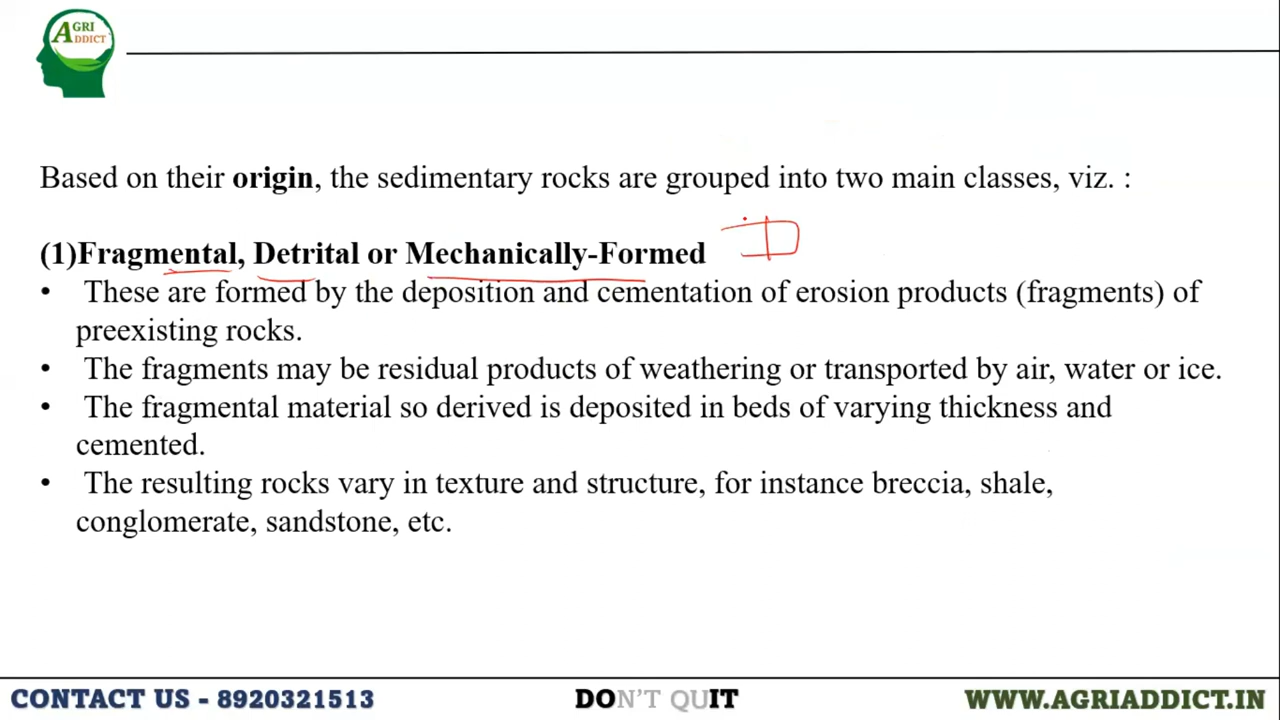 AGRI
ADDICT
Based on their origin, the sedimentary rocks are grouped into two main classes, viz. :
(1)Fragmental, Detrital or Mechanically-Formed
• These are formed by the deposition and cementation of erosion products (fragments) of
preexisting rocks.
• The fragments may be residual products of weathering or transported by air, water or ice.
• The fragmental material so derived is deposited in beds of varying thickness and
cemented.
• The resulting rocks vary in texture and structure, for instance breccia, shale,
conglomerate, sandstone, etc.
CONTACT US - 8920321513 DON'T QUIT WWW.AGRIADDICT.IN